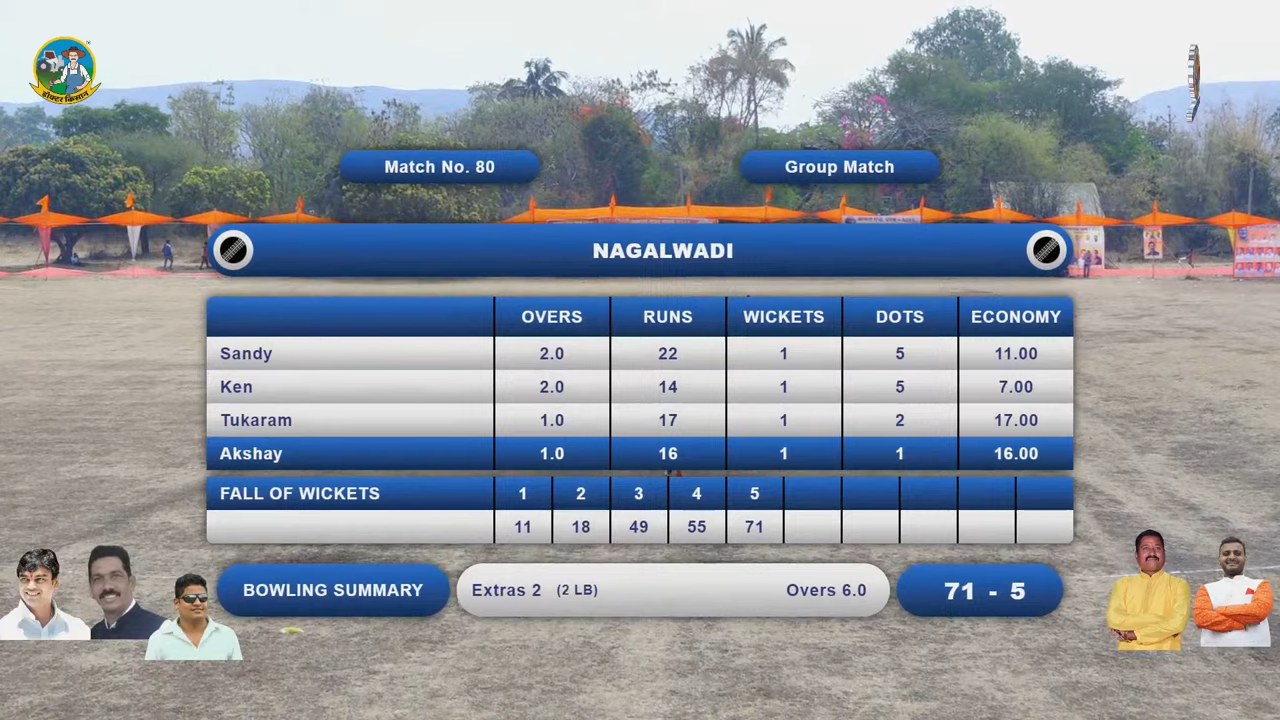 डॉक्टर किसान
Match No. 80
Group Match
NAGALWADI
OVERS RUNS WICKETS DOTS ECONOMY
Sandy 2.0 22 1 5 11.00
Ken 2.0 14 1 5 7.00
Tukaram 1.0 17 1 2 17.00
Akshay 1.0 16 1 1 16.00
FALL OF WICKETS 1 2 3 4 5
11 18 49 55 71
BOWLING SUMMARY
Extras 2 (2 LB) Overs 6.0
71 - 5